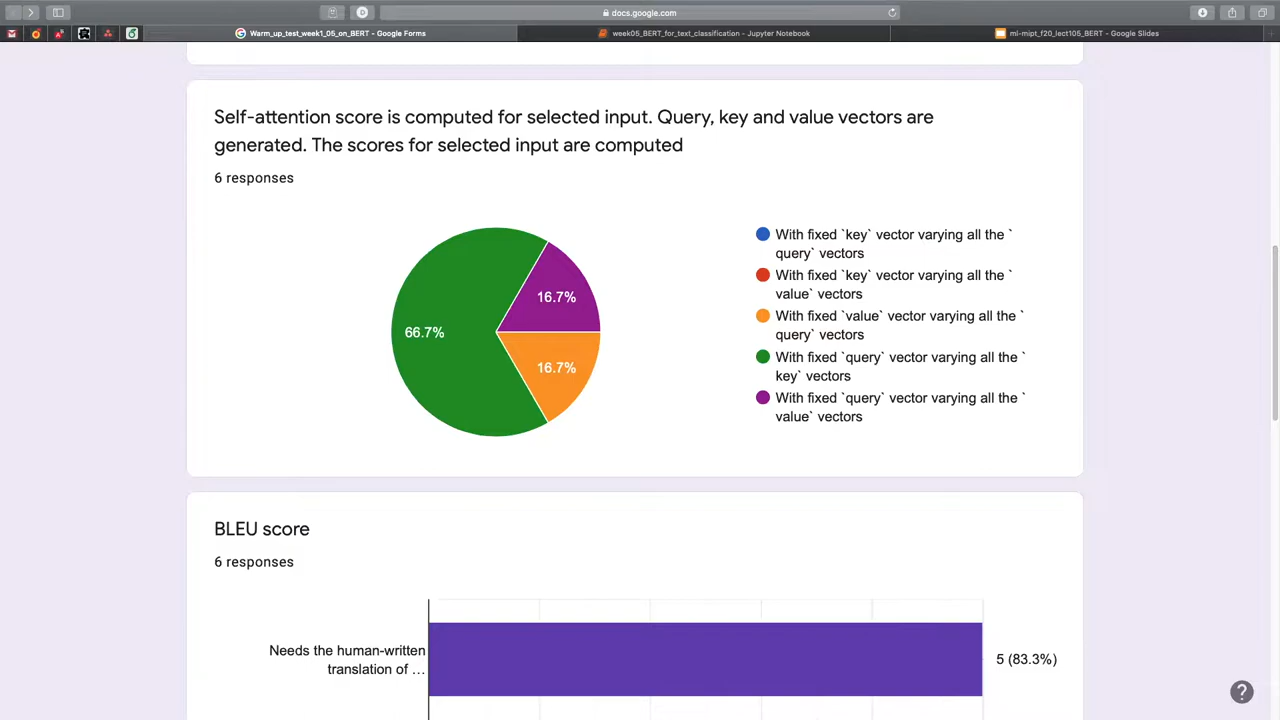 docs.google.com
Warm_up_test_week1_05_on_BERT - Google Forms
week05_BERT_for_text_classification - Jupyter Notebook
ml-mipt_f20_lect105_BERT - Google Slides
Self-attention score is computed for selected input. Query, key and value vectors are
generated. The scores for selected input are computed
6 responses
66.7%
16.7%
16.7%
With fixed `key` vector varying all the `
query` vectors
With fixed `key` vector varying all the `
value` vectors
With fixed `value` vector varying all the `
query` vectors
With fixed `query` vector varying all the `
key` vectors
With fixed `query` vector varying all the `
value` vectors
BLEU score
6 responses
Needs the human-written
translation of …
5 (83.3%)
?